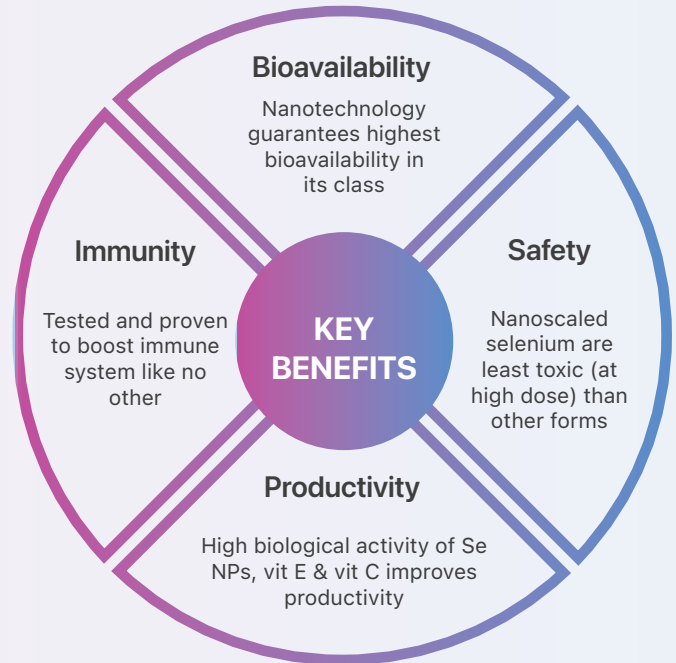 Bioavailability
Nanotechnology
guarantees highest
bioavailability in
its class
Immunity
Tested and proven
to boost immune
system like no
other
KEY
BENEFITS
Safety
Nanoscaled
selenium are
least toxic (at
high dose) than
other forms
Productivity
High biological activity of Se
NPs, vit E & vit C improves
productivity